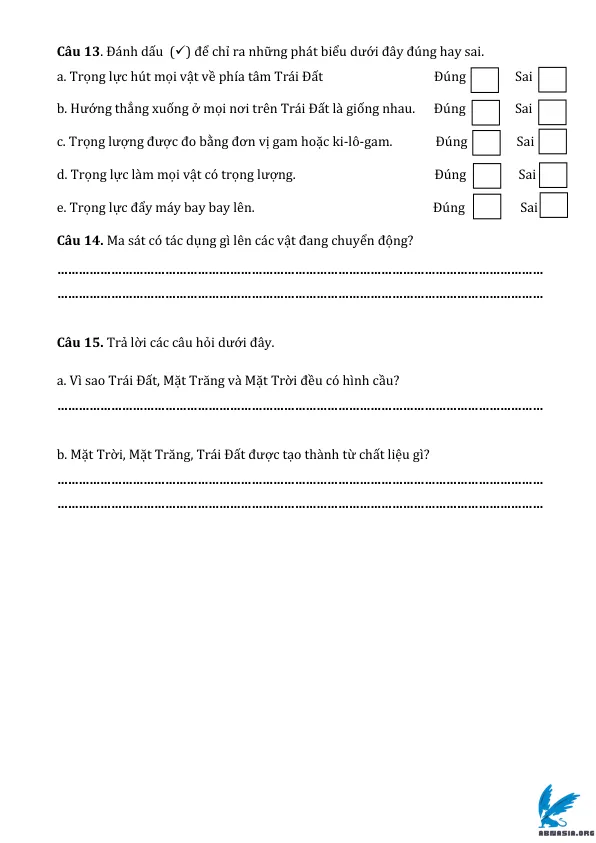 Câu 13. Đánh dấu (✓) để chỉ ra những phát biểu dưới đây đúng hay sai.
a. Trọng lực hút mọi vật về phía tâm Trái Đất Đúng Sai
b. Hướng thẳng xuống ở mọi nơi trên Trái Đất là giống nhau. Đúng Sai
c. Trọng lượng được đo bằng đơn vị gam hoặc ki-lô-gam. Đúng Sai
d. Trọng lực làm mọi vật có trọng lượng. Đúng Sai
e. Trọng lực đẩy máy bay bay lên. Đúng Sai
Câu 14. Ma sát có tác dụng gì lên các vật đang chuyển động?
Câu 15. Trả lời các câu hỏi dưới đây.
a. Vì sao Trái Đất, Mặt Trăng và Mặt Trời đều có hình cầu?
b. Mặt Trời, Mặt Trăng, Trái Đất được tạo thành từ chất liệu gì?
ABNASIA.ORG